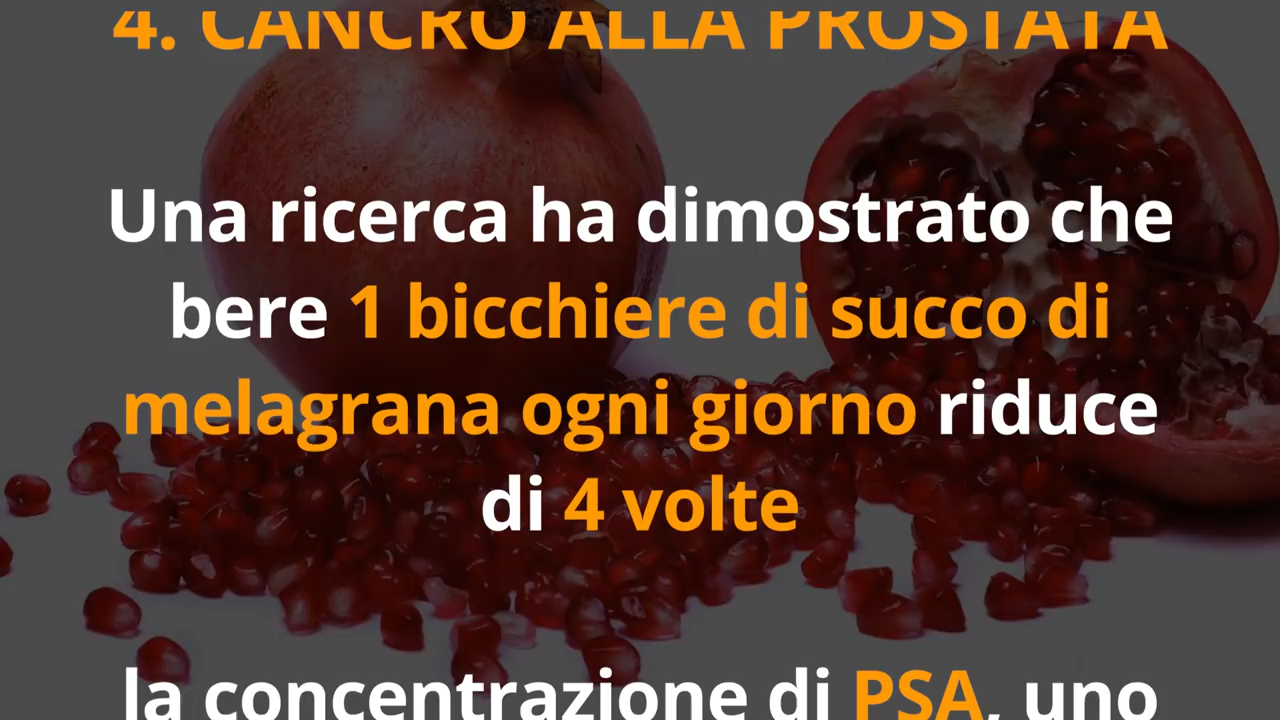 4. CANCRO ALLA PROSTATA
Una ricerca ha dimostrato che
bere 1 bicchiere di succo di
melagrana ogni giorno riduce
di 4 volte
la concentrazione di PSA, uno